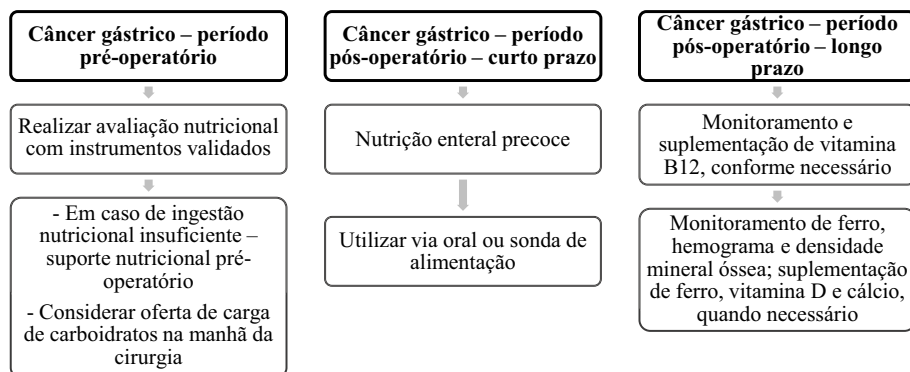 Câncer gástrico – período
pré-operatório
Realizar avaliação nutricional
com instrumentos validados
- Em caso de ingestão
nutricional insuficiente –
suporte nutricional pré-
operatório
- Considerar oferta de carga
de carboidratos na manhã da
cirurgia
Câncer gástrico – período
pós-operatório – curto prazo
Nutrição enteral precoce
Utilizar via oral ou sonda de
alimentação
Câncer gástrico – período
pós-operatório – longo
prazo
Monitoramento e
suplementação de vitamina
B12, conforme necessário
Monitoramento de ferro,
hemograma e densidade
mineral óssea; suplementação
de ferro, vitamina D e cálcio,
quando necessário